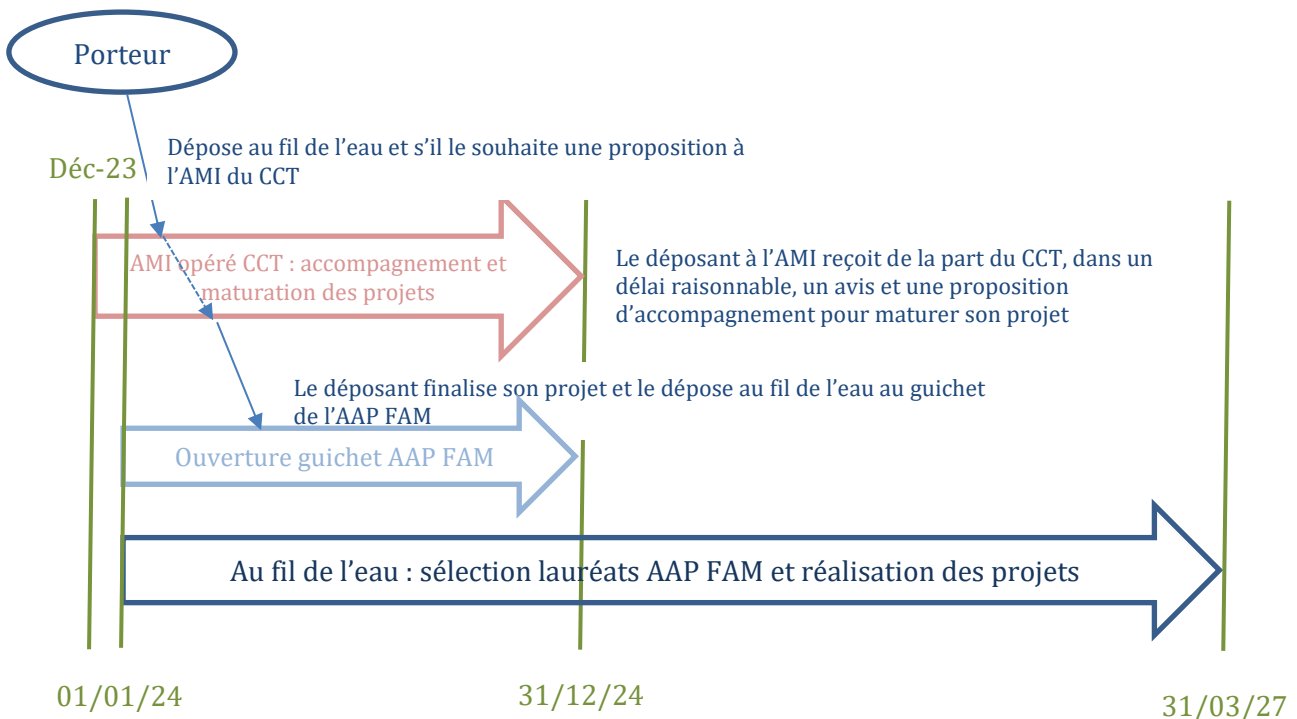 Porteur
Dépose au fil de l’eau et s’il le souhaite une proposition à
l’AMI du CCT
Déc-23
AMI opéré CCT : accompagnement et
maturation des projets
Le déposant à l’AMI reçoit de la part du CCT, dans un
délai raisonnable, un avis et une proposition
d’accompagnement pour maturer son projet
Le déposant finalise son projet et le dépose au fil de l’eau au guichet
de l’AAP FAM
Ouverture guichet AAP FAM
Au fil de l’eau : sélection lauréats AAP FAM et réalisation des projets
01/01/24
31/12/24
31/03/27